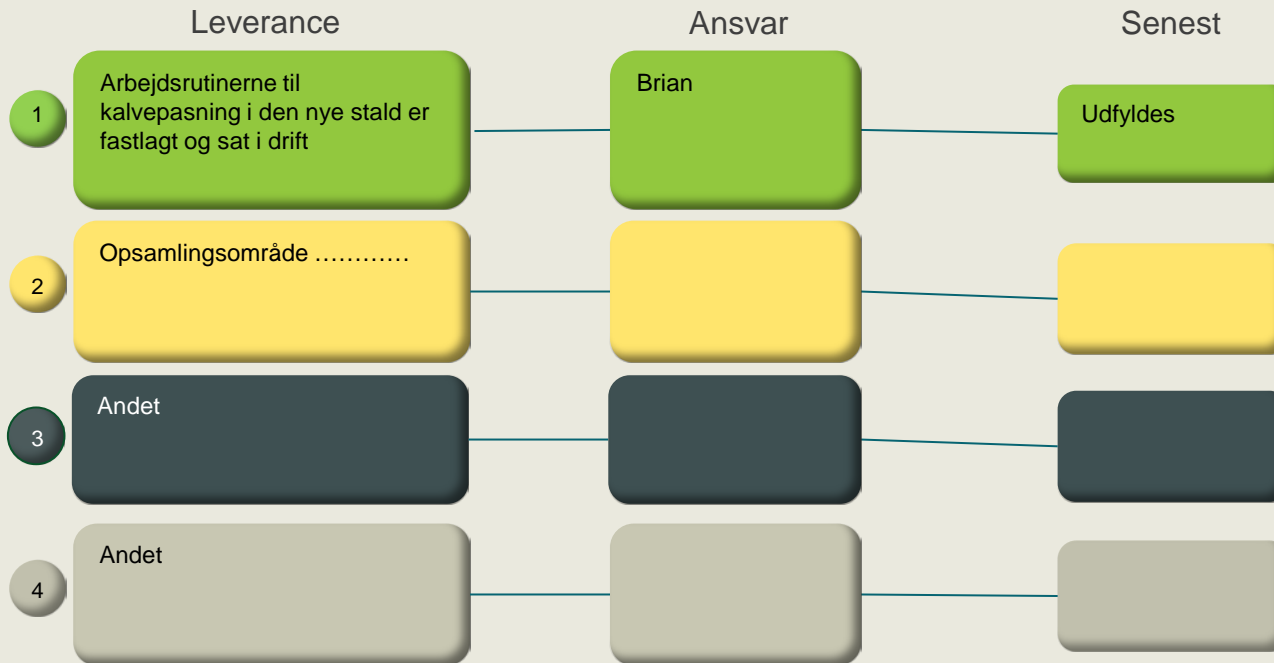 Leverance
Ansvar
Senest
1
Arbejdsrutinerne til
kalvepasning i den nye stald er
fastlagt og sat i drift
Brian
Udfyldes
2
Opsamlingsområde …………
3
Andet
4
Andet